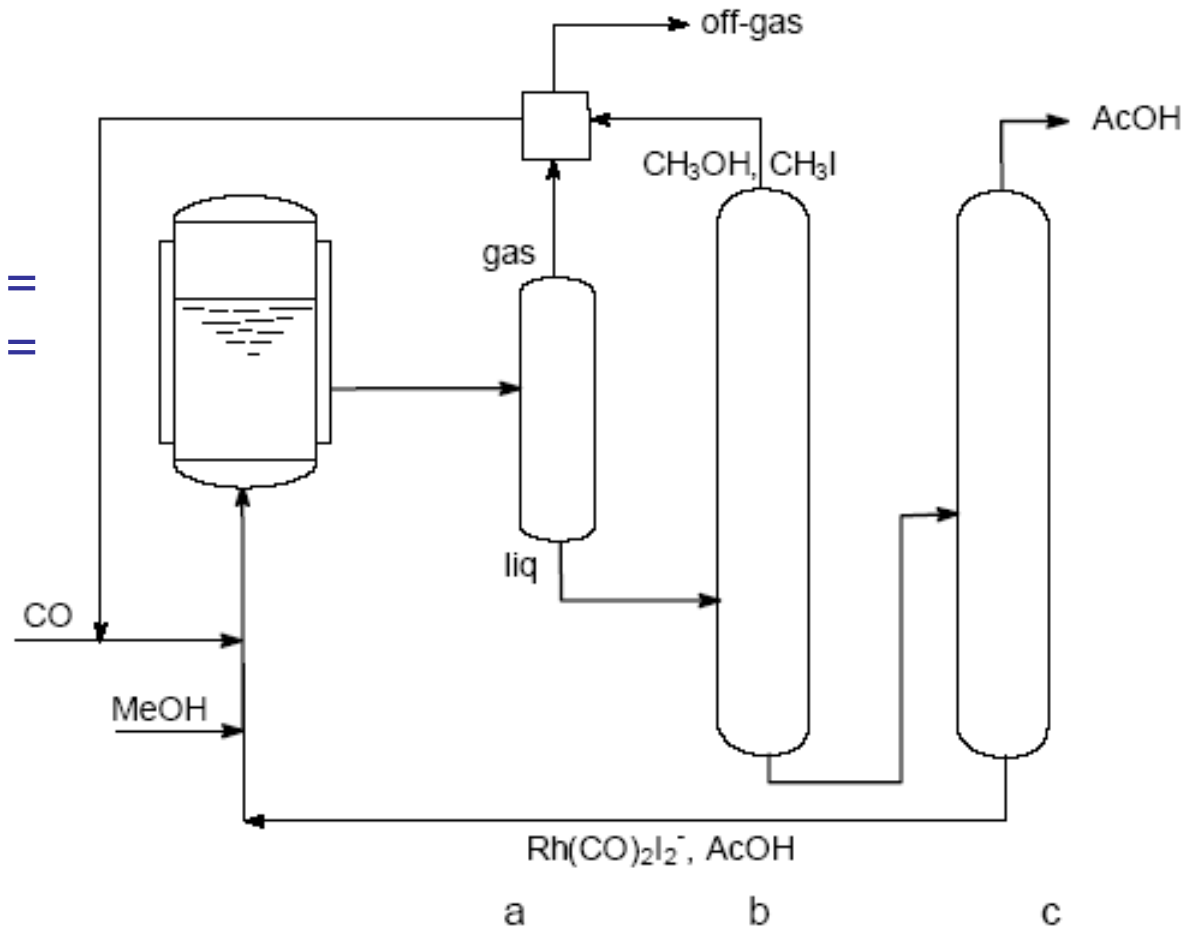 off-gas
AcOH
CH₃OH, CH₃I
gas
=
=
liq
CO
MeOH
Rh(CO)₂I₂⁻, AcOH
a b c